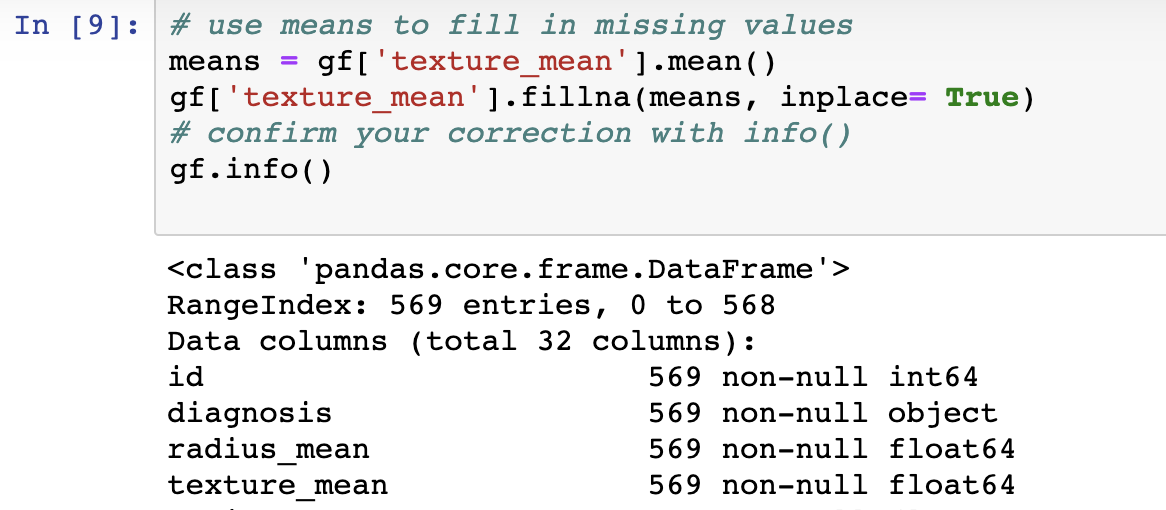 In [9]: # use means to fill in missing values
means = gf['texture_mean'].mean()
gf['texture_mean'].fillna(means, inplace= True)
# confirm your correction with info()
gf.info()
<class 'pandas.core.frame.DataFrame'>
RangeIndex: 569 entries, 0 to 568
Data columns (total 32 columns):
id 569 non-null int64
diagnosis 569 non-null object
radius_mean 569 non-null float64
texture_mean 569 non-null float64